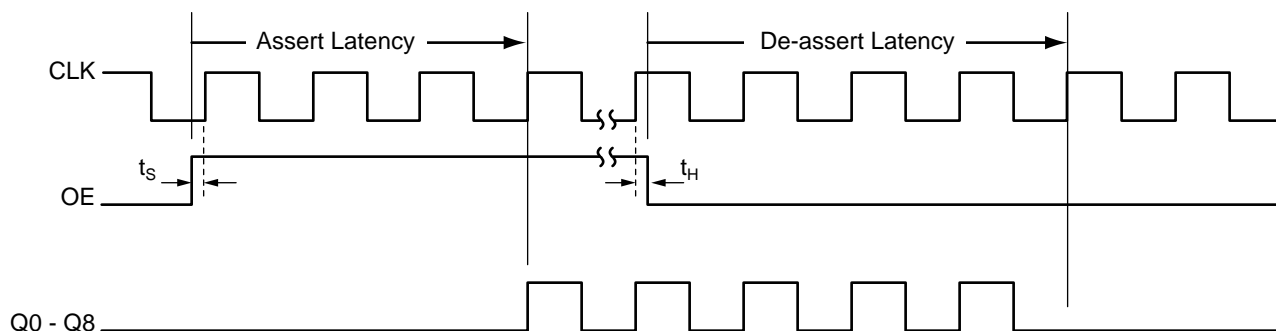 Assert Latency
De-assert Latency
CLK
tS
tH
OE
Q0 - Q8